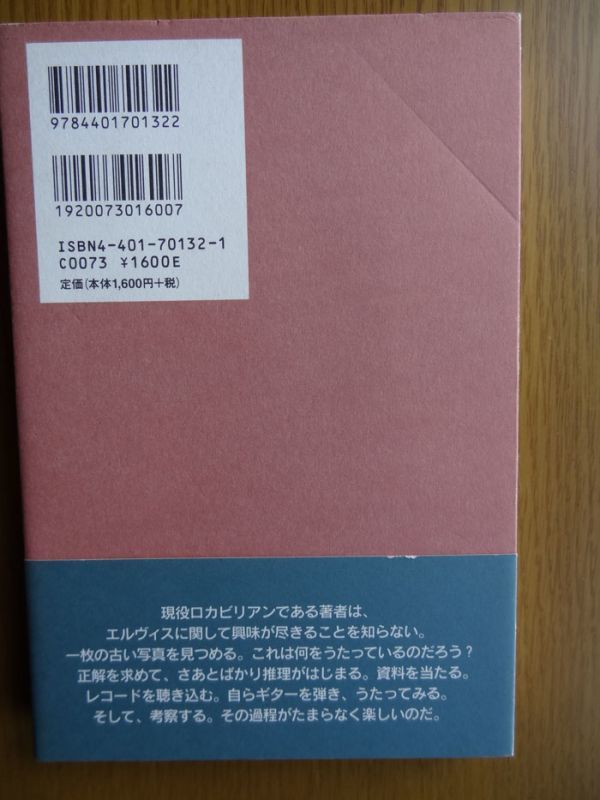 9784401701322
1920073016007
ISBN4-401-70132-1
C0073 ¥1600E
定価(本体1,600円+税)
現役ロカビリアンである著者は、
エルヴィスに関して興味が尽きることを知らない。
一枚の古い写真を見つめる。これは何をうたっているのだろう？
正解を求めて、さあとばかり推理がはじまる。資料を当たる。
レコードを聴き込む。自らギターを弾き、うたってみる。
そして、考察する。その過程がたまらなく楽しいのだ。